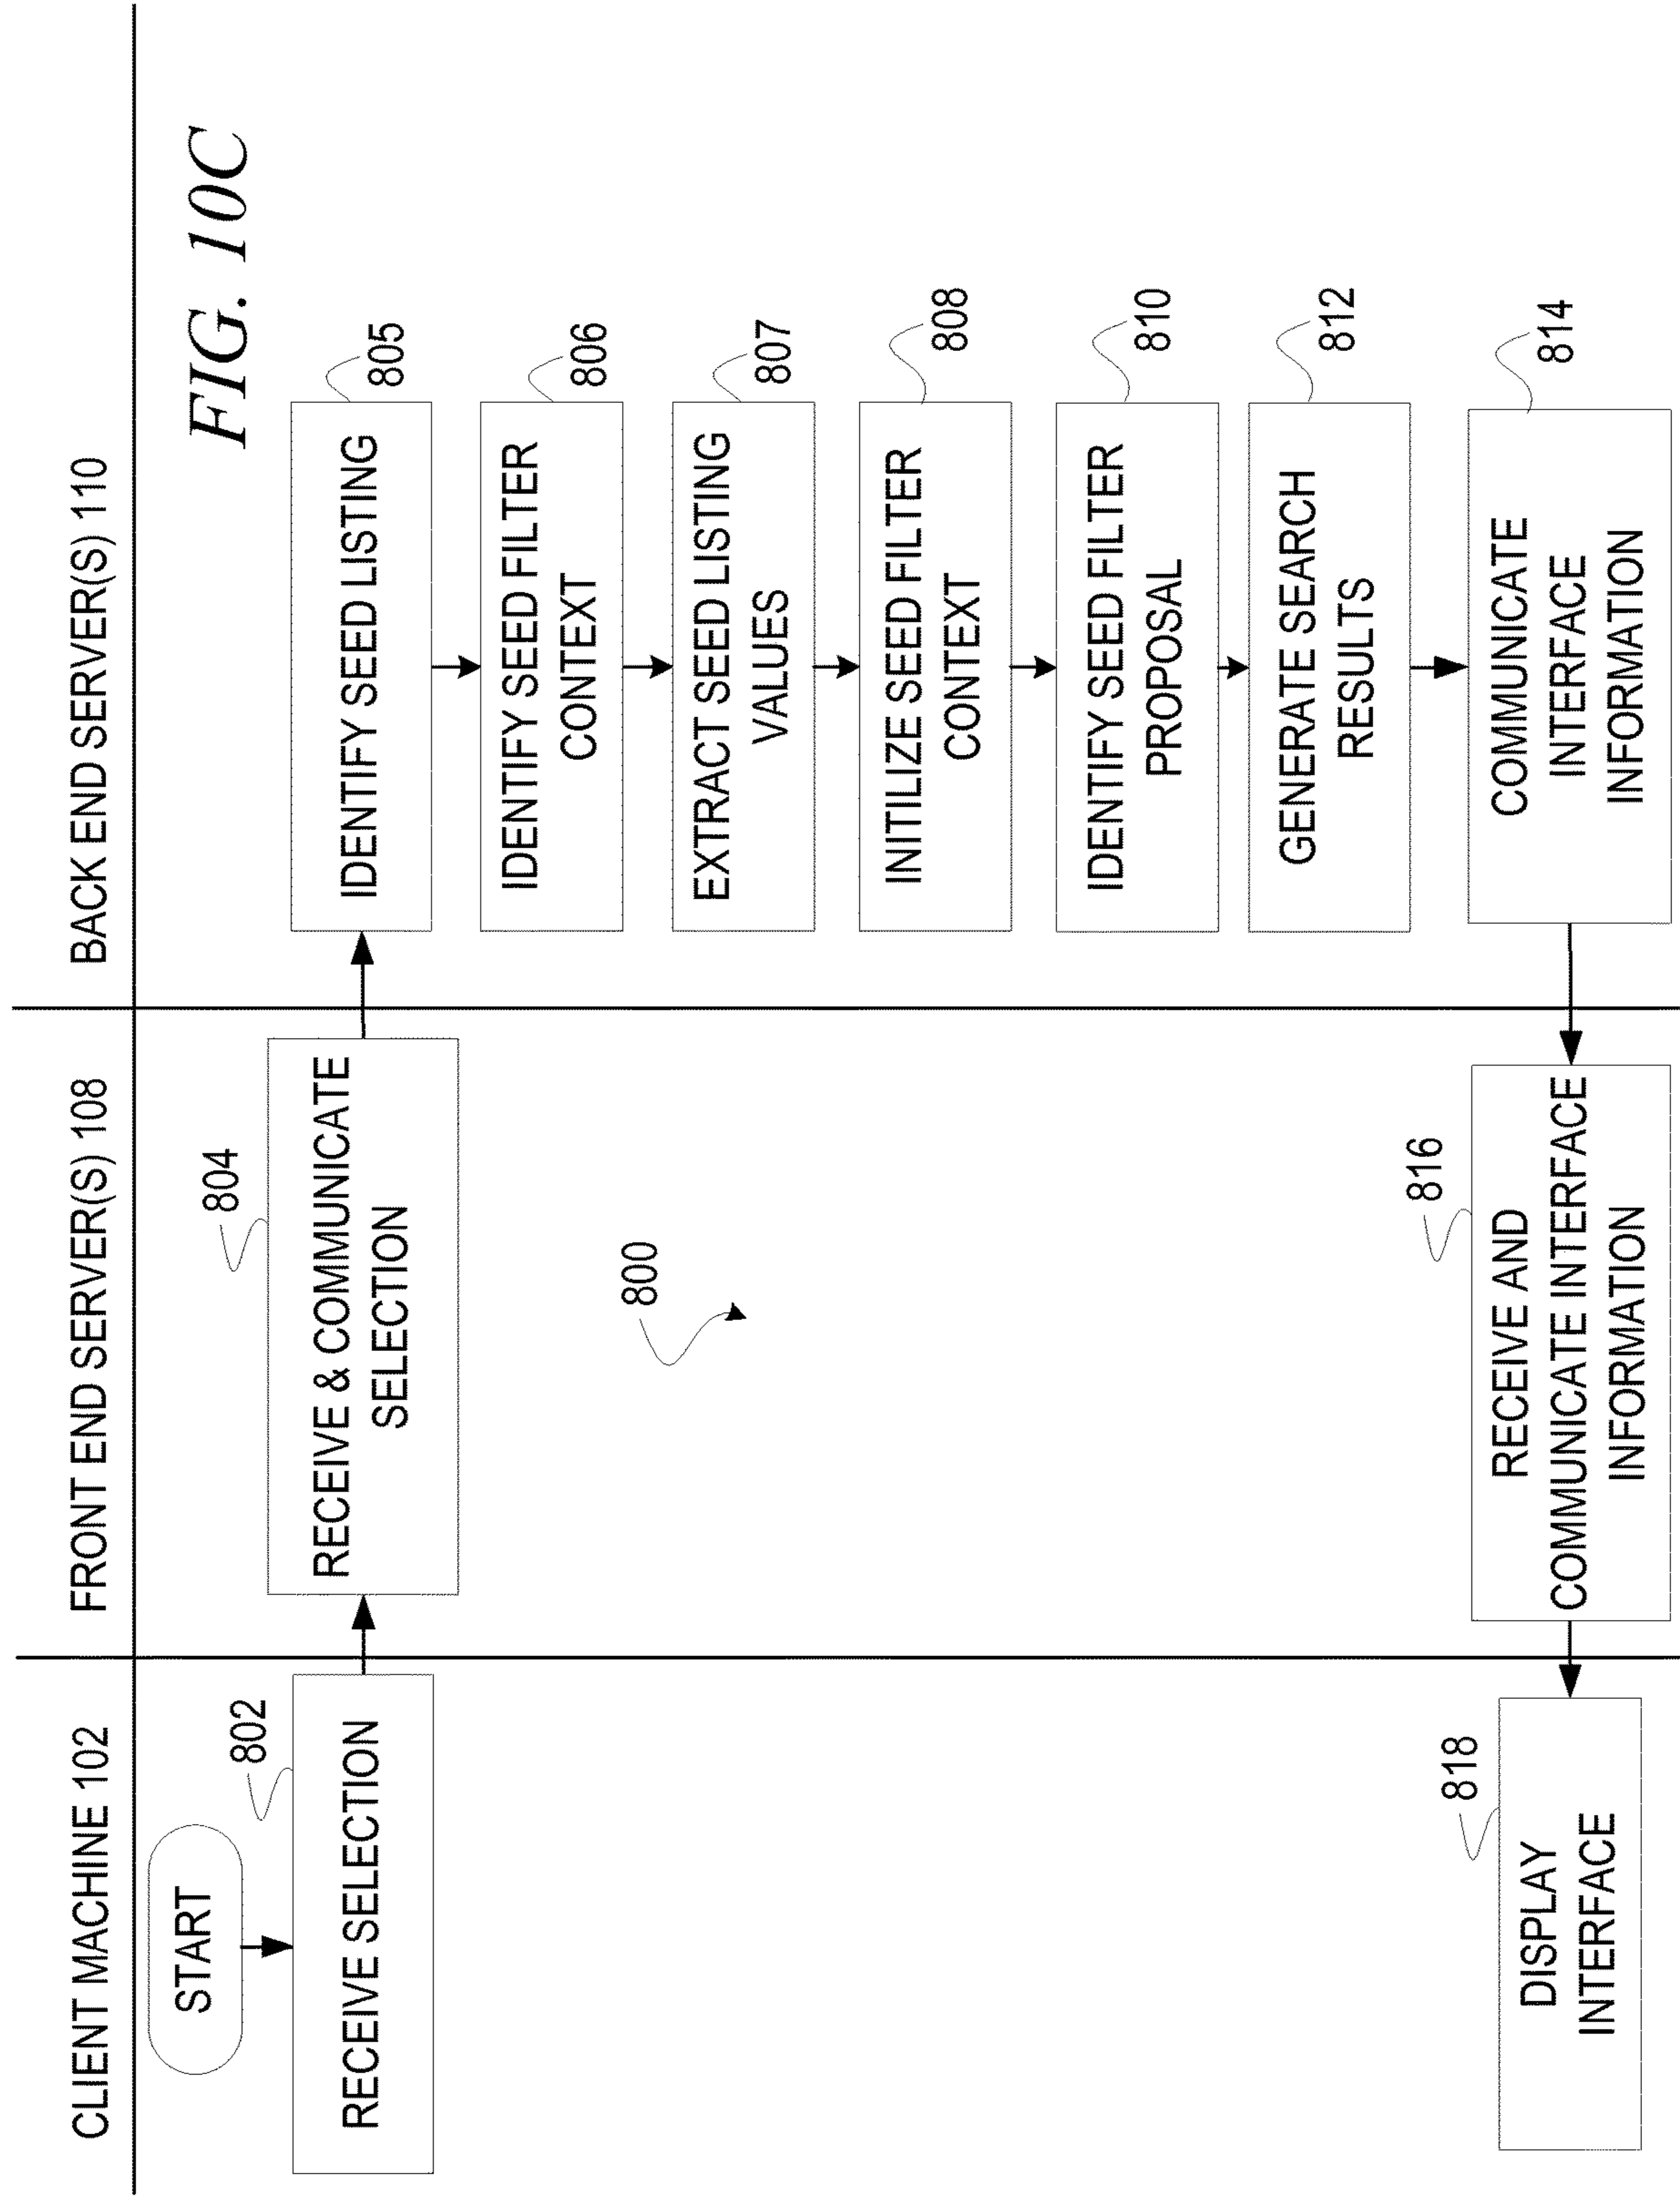 CLIENT MACHINE 102
FRONT END SERVER(S) 108
BACK END SERVER(S) 110
FIG. 10C
START
802
RECEIVE SELECTION
804
RECEIVE & COMMUNICATE
SELECTION
IDENTIFY SEED LISTING
805
IDENTIFY SEED FILTER
CONTEXT
806
EXTRACT SEED LISTING
VALUES
807
800
INITILIZE SEED FILTER
CONTEXT
808
IDENTIFY SEED FILTER
PROPOSAL
810
GENERATE SEARCH
RESULTS
812
COMMUNICATE
INTERFACE
INFORMATION
814
816
RECEIVE AND
COMMUNICATE INTERFACE
INFORMATION
818
DISPLAY
INTERFACE